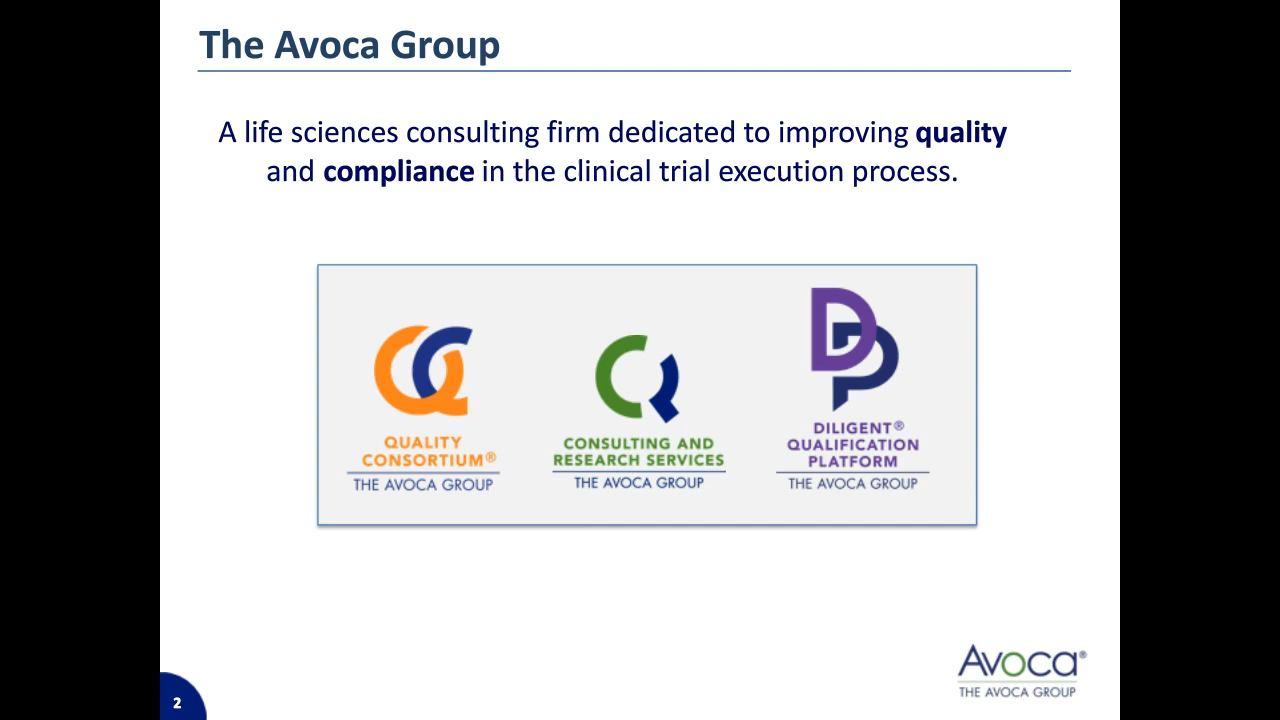 The Avoca Group
A life sciences consulting firm dedicated to improving quality
and compliance in the clinical trial execution process.
QUALITY
CONSORTIUM®
THE AVOCA GROUP
CONSULTING AND
RESEARCH SERVICES
THE AVOCA GROUP
DP
DILIGENT®
QUALIFICATION
PLATFORM
THE AVOCA GROUP
2
AVOCA®
THE AVOCA GROUP